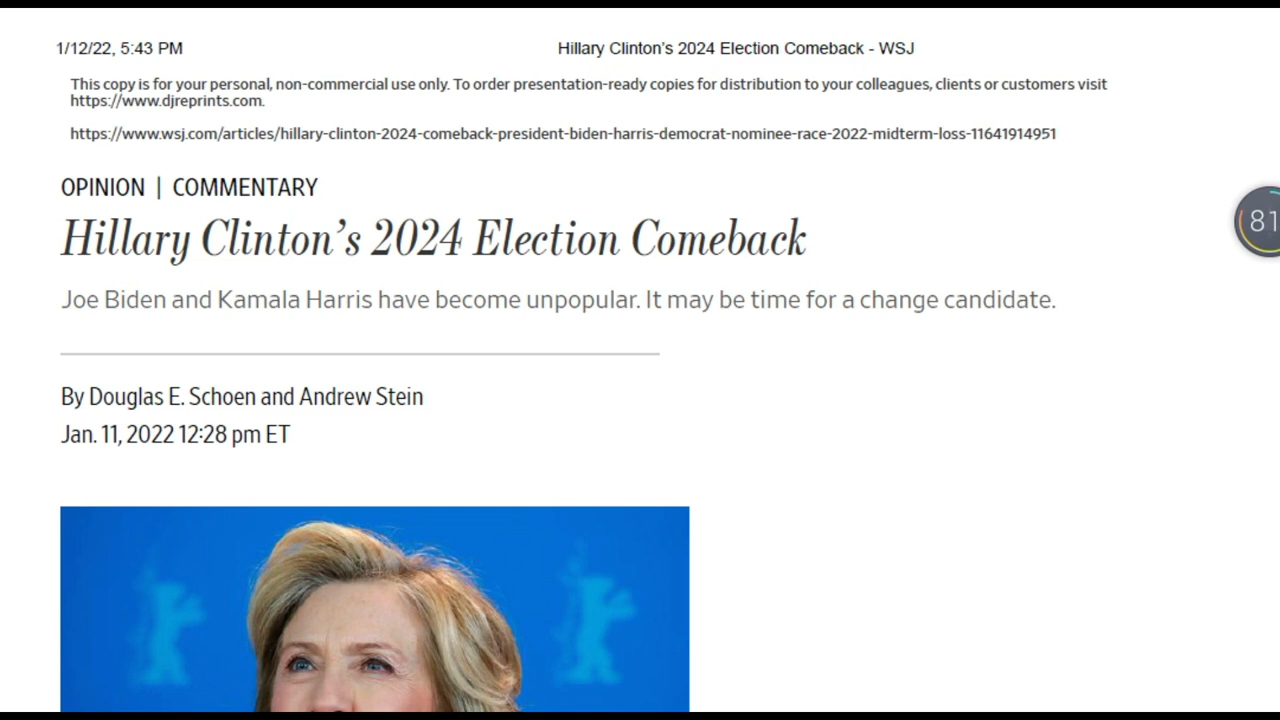 1/12/22, 5:43 PM
Hillary Clinton's 2024 Election Comeback - WSJ
This copy is for your personal, non-commercial use only. To order presentation-ready copies for distribution to your colleagues, clients or customers visit
https://www.djreprints.com.
https://www.wsj.com/articles/hillary-clinton-2024-comeback-president-biden-harris-democrat-nominee-race-2022-midterm-loss-11641914951
OPINION | COMMENTARY
Hillary Clinton’s 2024 Election Comeback
Joe Biden and Kamala Harris have become unpopular. It may be time for a change candidate.
By Douglas E. Schoen and Andrew Stein
Jan. 11, 2022 12:28 pm ET
81